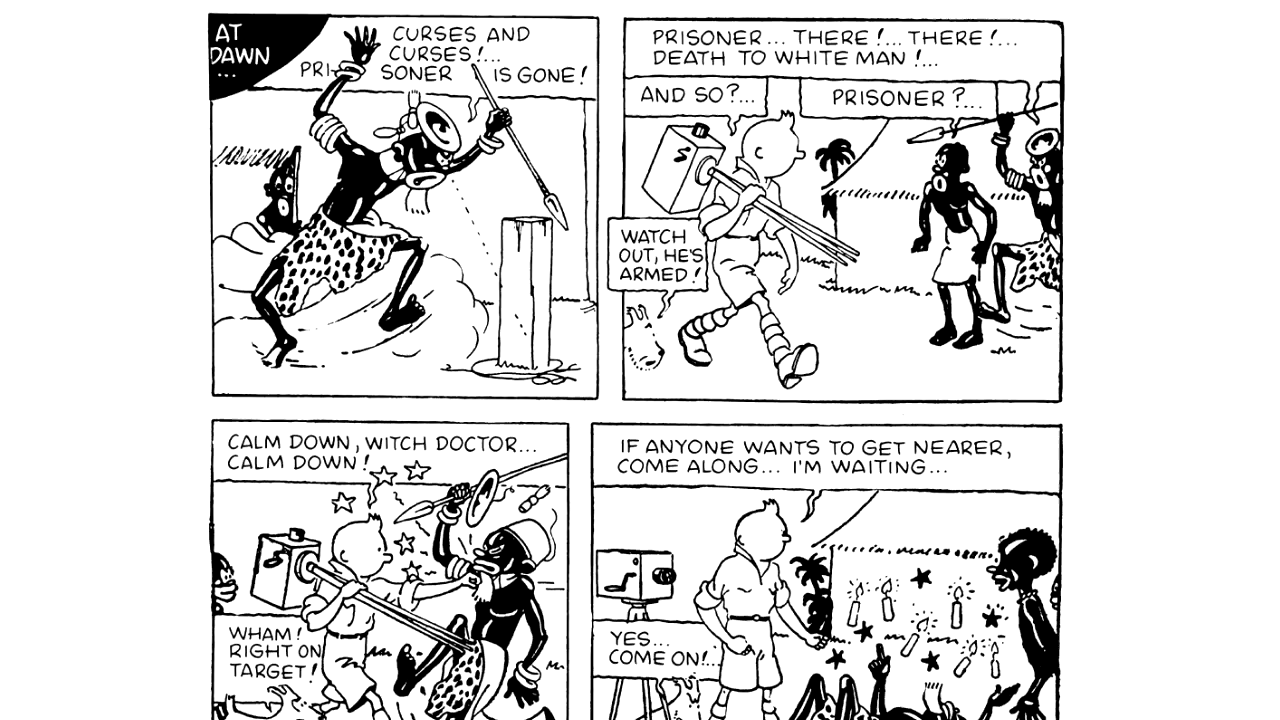 AT
DAWN
...
CURSES AND
CURSES!...
PRI- SONER IS GONE!
PRISONER... THERE!... THERE!...
DEATH TO WHITE MAN!...
AND SO?...
PRISONER?...
WATCH
OUT, HE'S
ARMED!
CALM DOWN, WITCH DOCTOR...
CALM DOWN!
WHAM!
RIGHT ON
TARGET!
IF ANYONE WANTS TO GET NEARER,
COME ALONG... I'M WAITING...
YES...
COME ON!...